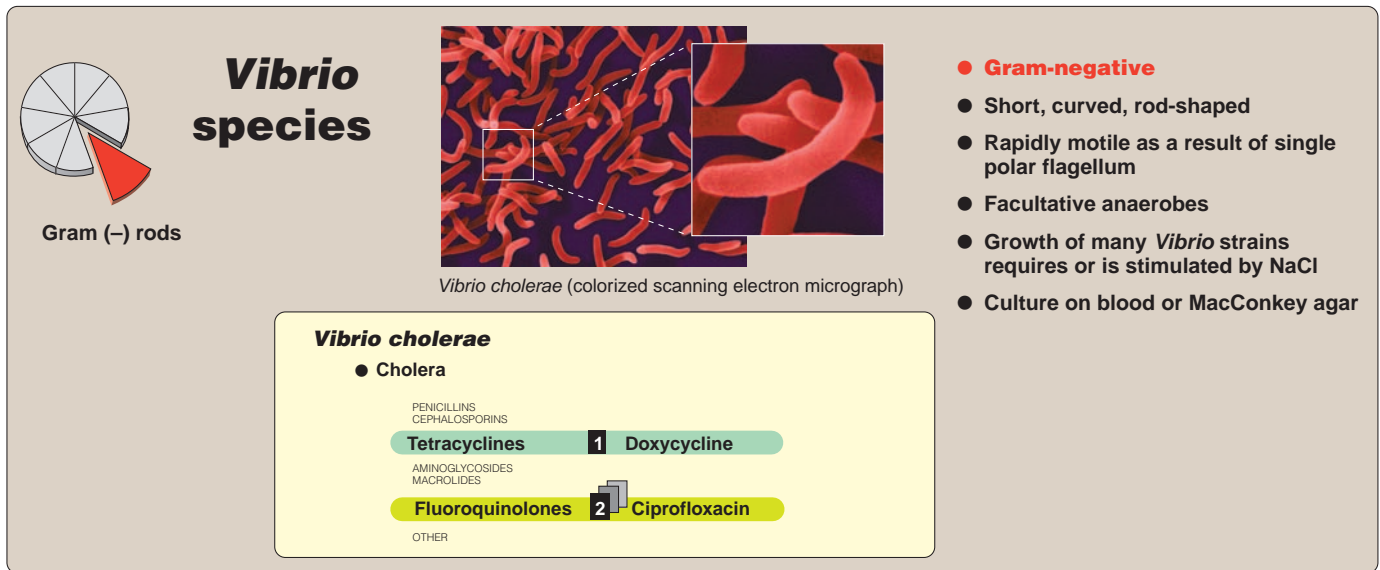 Vibrio
species
Gram (–) rods
Vibrio cholerae (colorized scanning electron micrograph)
● Gram-negative
● Short, curved, rod-shaped
● Rapidly motile as a result of single
polar flagellum
● Facultative anaerobes
● Growth of many Vibrio strains
requires or is stimulated by NaCl
● Culture on blood or MacConkey agar
Vibrio cholerae
● Cholera
PENICILLINS
CEPHALOSPORINS
Tetracyclines 1 Doxycycline
AMINOGLYCOSIDES
MACROLIDES
Fluoroquinolones 2 Ciprofloxacin
OTHER